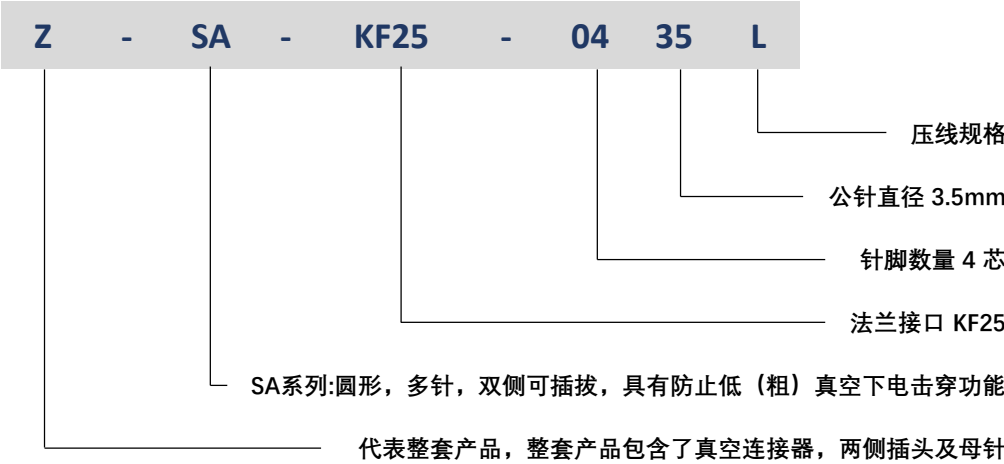 Z - SA - KF25 - 04 35 L
压线规格
公针直径 3.5mm
针脚数量 4 芯
法兰接口 KF25
SA系列:圆形，多针，双侧可插拔，具有防止低（粗）真空下电击穿功能
代表整套产品，整套产品包含了真空连接器，两侧插头及母针